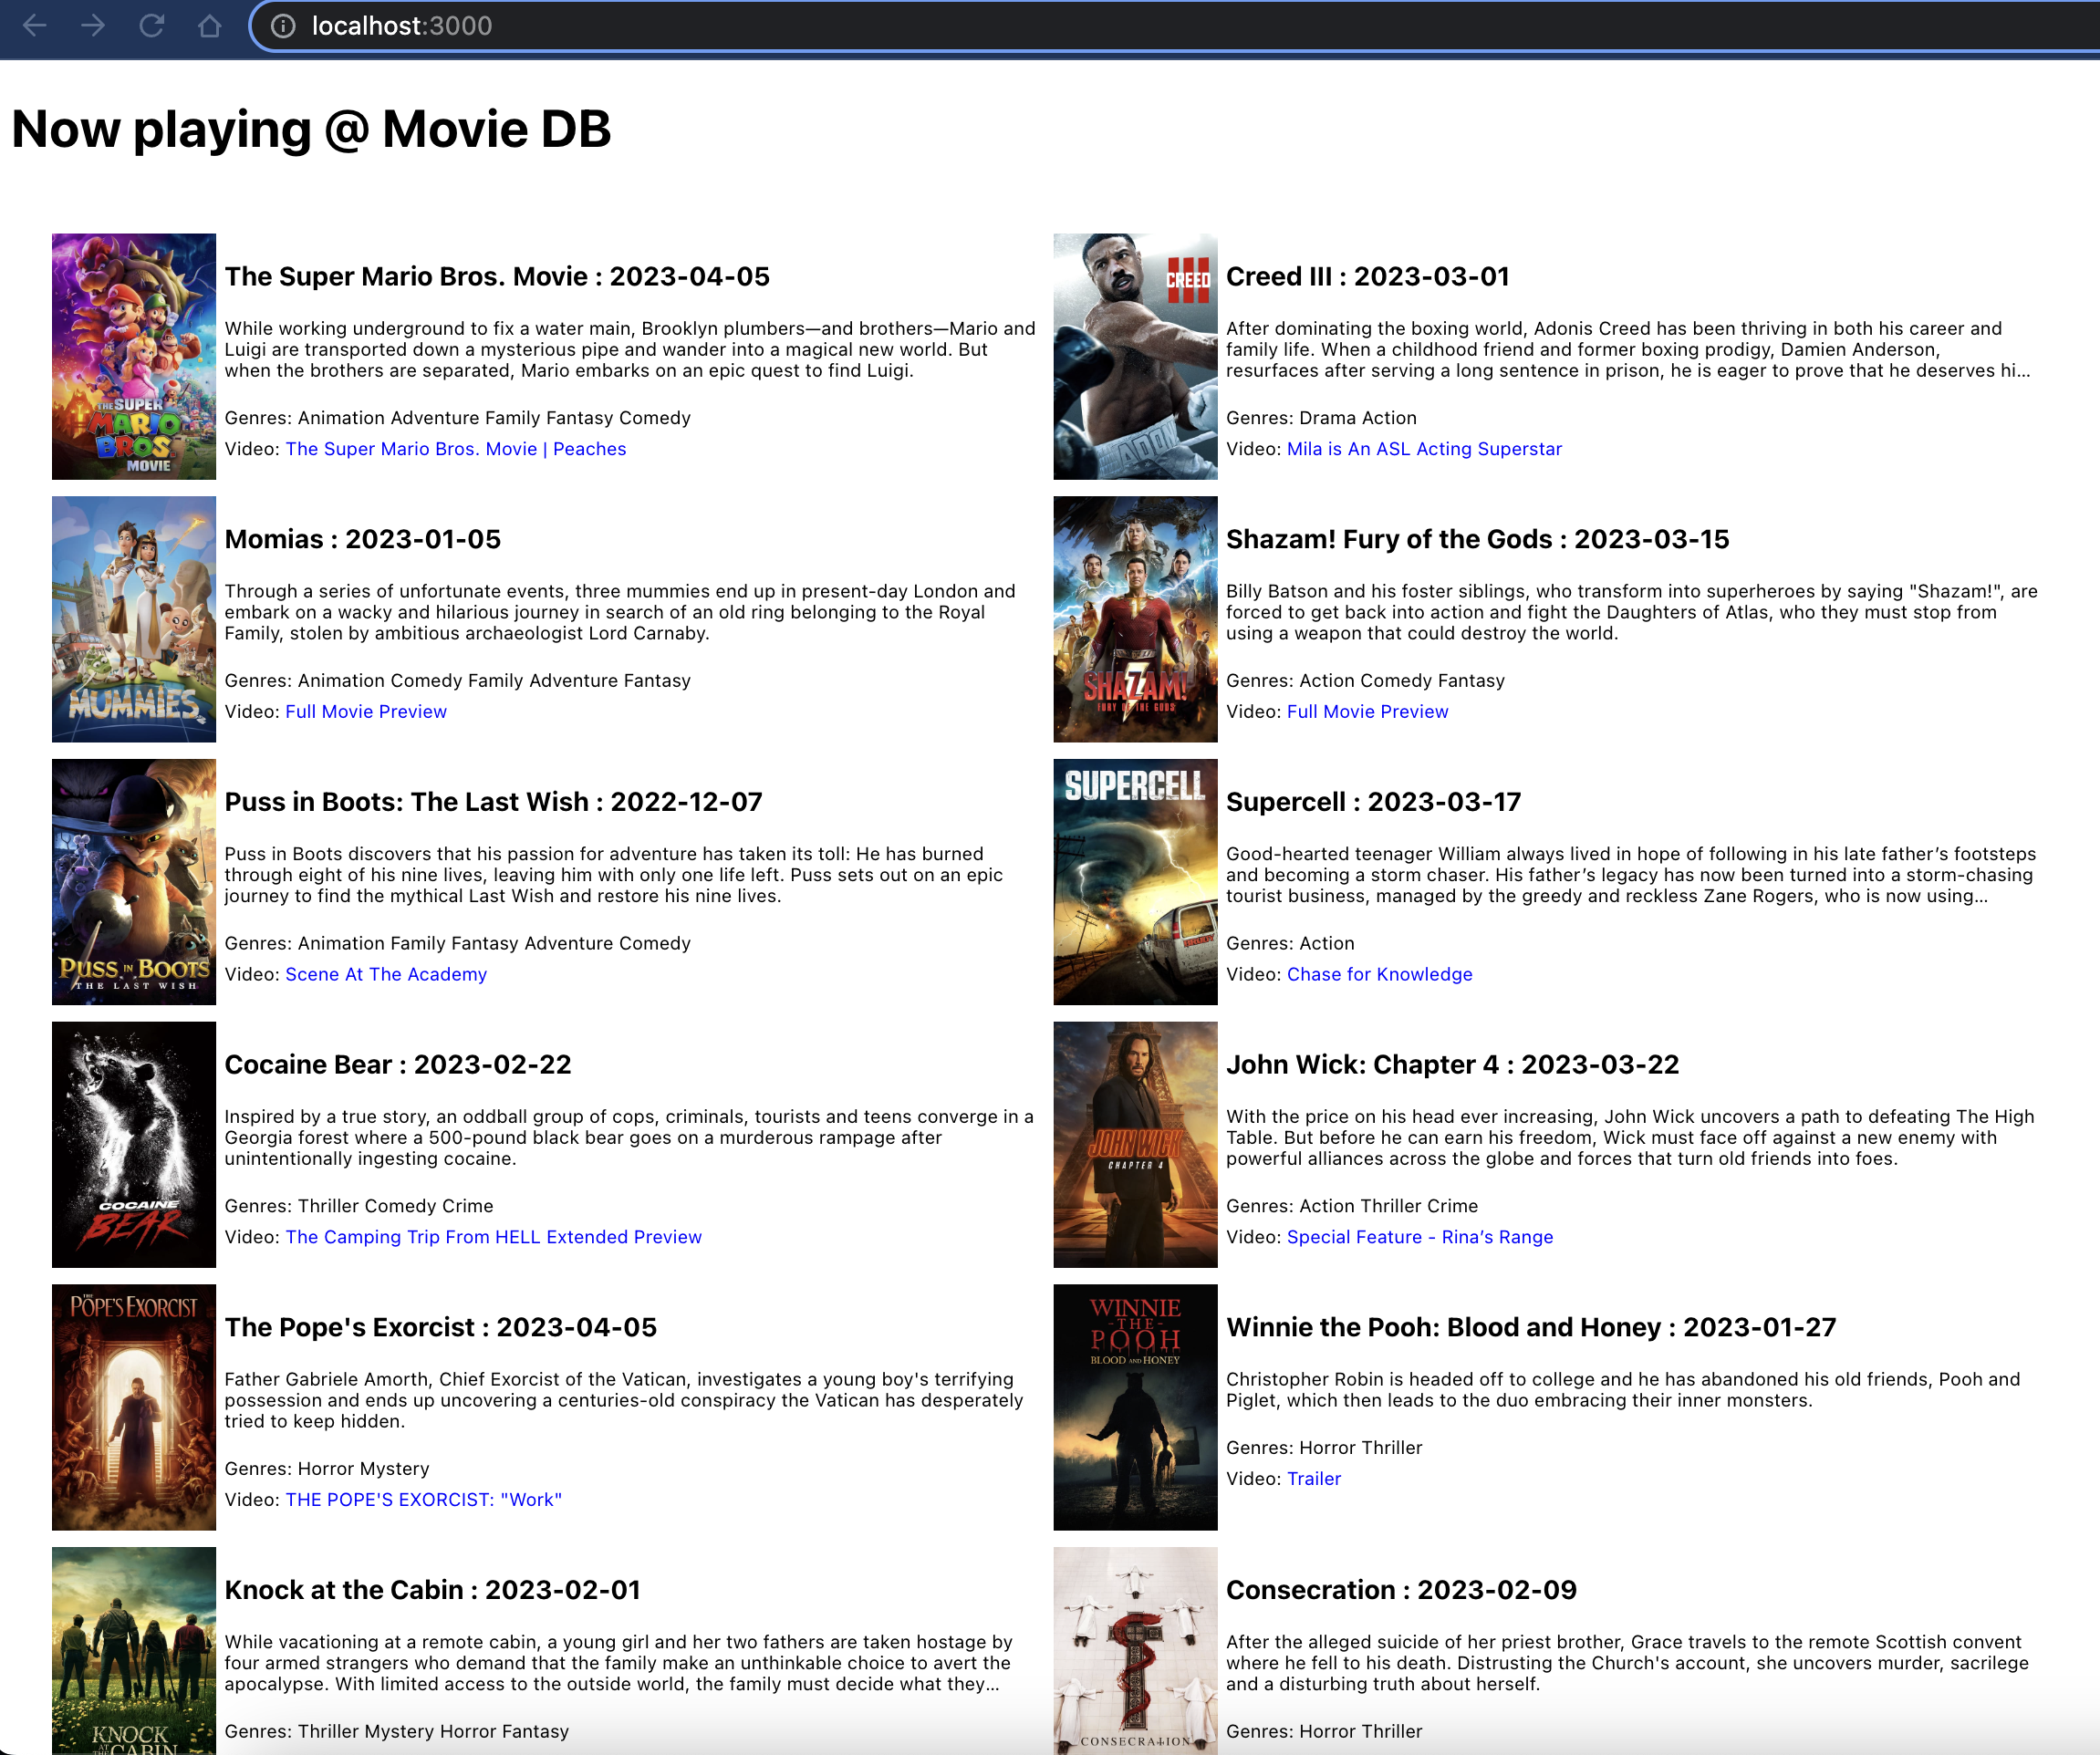 localhost:3000
Now playing @ Movie DB
THE SUPER
MARIO
BROS.
MOVIE
The Super Mario Bros. Movie : 2023-04-05
While working underground to fix a water main, Brooklyn plumbers—and brothers—Mario and
Luigi are transported down a mysterious pipe and wander into a magical new world. But
when the brothers are separated, Mario embarks on an epic quest to find Luigi.
Genres: Animation Adventure Family Fantasy Comedy
Video: The Super Mario Bros. Movie | Peaches
CREED
III
Creed III : 2023-03-01
After dominating the boxing world, Adonis Creed has been thriving in both his career and
family life. When a childhood friend and former boxing prodigy, Damien Anderson,
resurfaces after serving a long sentence in prison, he is eager to prove that he deserves hi...
Genres: Drama Action
Video: Mila is An ASL Acting Superstar
MUMMIES
Momias : 2023-01-05
Through a series of unfortunate events, three mummies end up in present-day London and
embark on a wacky and hilarious journey in search of an old ring belonging to the Royal
Family, stolen by ambitious archaeologist Lord Carnaby.
Genres: Animation Comedy Family Adventure Fantasy
Video: Full Movie Preview
SHAZAM!
FURY OF THE GODS
Shazam! Fury of the Gods : 2023-03-15
Billy Batson and his foster siblings, who transform into superheroes by saying "Shazam!", are
forced to get back into action and fight the Daughters of Atlas, who they must stop from
using a weapon that could destroy the world.
Genres: Action Comedy Fantasy
Video: Full Movie Preview
PUSS IN BOOTS
THE LAST WISH
Puss in Boots: The Last Wish : 2022-12-07
Puss in Boots discovers that his passion for adventure has taken its toll: He has burned
through eight of his nine lives, leaving him with only one life left. Puss sets out on an epic
journey to find the mythical Last Wish and restore his nine lives.
Genres: Animation Family Fantasy Adventure Comedy
Video: Scene At The Academy
SUPERCELL
Supercell : 2023-03-17
Good-hearted teenager William always lived in hope of following in his late father’s footsteps
and becoming a storm chaser. His father’s legacy has now been turned into a storm-chasing
tourist business, managed by the greedy and reckless Zane Rogers, who is now using...
Genres: Action
Video: Chase for Knowledge
COCAINE
BEAR
Cocaine Bear : 2023-02-22
Inspired by a true story, an oddball group of cops, criminals, tourists and teens converge in a
Georgia forest where a 500-pound black bear goes on a murderous rampage after
unintentionally ingesting cocaine.
Genres: Thriller Comedy Crime
Video: The Camping Trip From HELL Extended Preview
JOHN WICK
CHAPTER 4
John Wick: Chapter 4 : 2023-03-22
With the price on his head ever increasing, John Wick uncovers a path to defeating The High
Table. But before he can earn his freedom, Wick must face off against a new enemy with
powerful alliances across the globe and forces that turn old friends into foes.
Genres: Action Thriller Crime
Video: Special Feature - Rina’s Range
THE
POPE'S EXORCIST
The Pope's Exorcist : 2023-04-05
Father Gabriele Amorth, Chief Exorcist of the Vatican, investigates a young boy's terrifying
possession and ends up uncovering a centuries-old conspiracy the Vatican has desperately
tried to keep hidden.
Genres: Horror Mystery
Video: THE POPE'S EXORCIST: "Work"
WINNIE
-THE-
POOH
BLOOD AND HONEY
Winnie the Pooh: Blood and Honey : 2023-01-27
Christopher Robin is headed off to college and he has abandoned his old friends, Pooh and
Piglet, which then leads to the duo embracing their inner monsters.
Genres: Horror Thriller
Video: Trailer
KNOCK
AT THE CABIN
Knock at the Cabin : 2023-02-01
While vacationing at a remote cabin, a young girl and her two fathers are taken hostage by
four armed strangers who demand that the family make an unthinkable choice to avert the
apocalypse. With limited access to the outside world, the family must decide what they...
Genres: Thriller Mystery Horror Fantasy
CONSECRATION
Consecration : 2023-02-09
After the alleged suicide of her priest brother, Grace travels to the remote Scottish convent
where he fell to his death. Distrusting the Church's account, she uncovers murder, sacrilege
and a disturbing truth about herself.
Genres: Horror Thriller